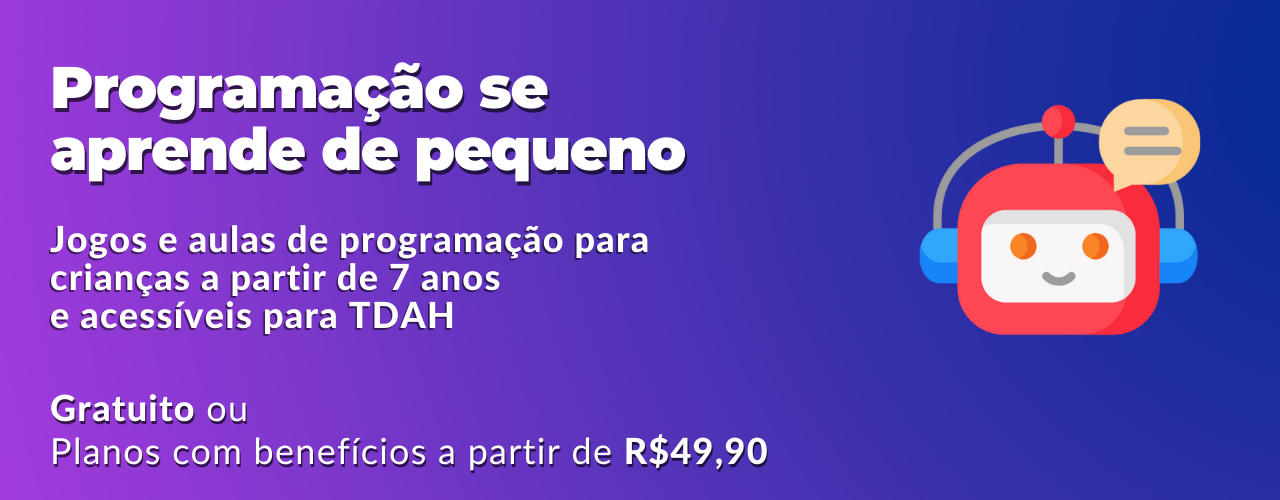 Programação se
aprende de pequeno
Jogos e aulas de programação para
crianças a partir de 7 anos
e acessíveis para TDAH
Gratuito ou
Planos com benefícios a partir de R$49,90